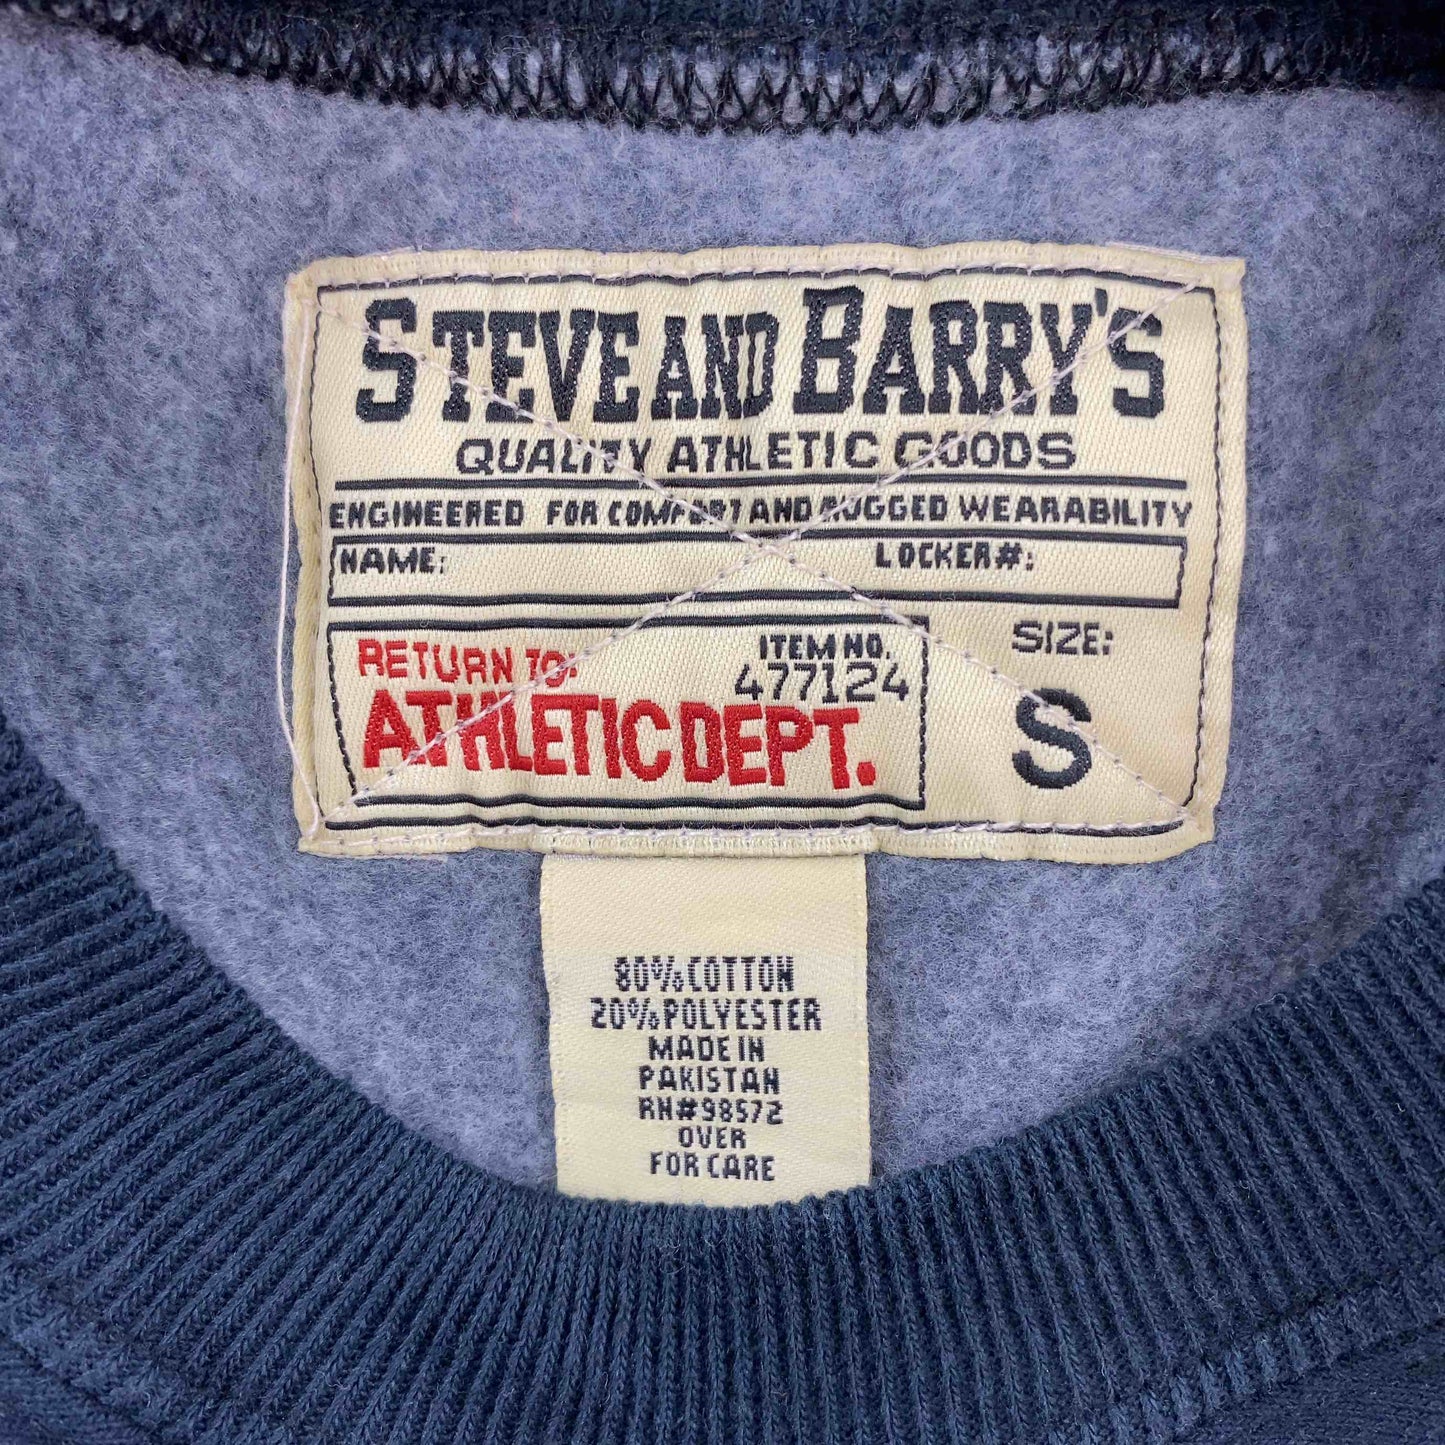 STEVE AND BARRY'S
QUALITY ATHLETIC GOODS
ENGINEERED FOR COMFORT AND RUGGED WEARABILITY
NAME: LOCKER#:
RETURN TO: ITEM NO. SIZE:
477124
ATHLETIC DEPT. S
80% COTTON
20% POLYESTER
MADE IN
PAKISTAN
RN#98572
OVER
FOR CARE